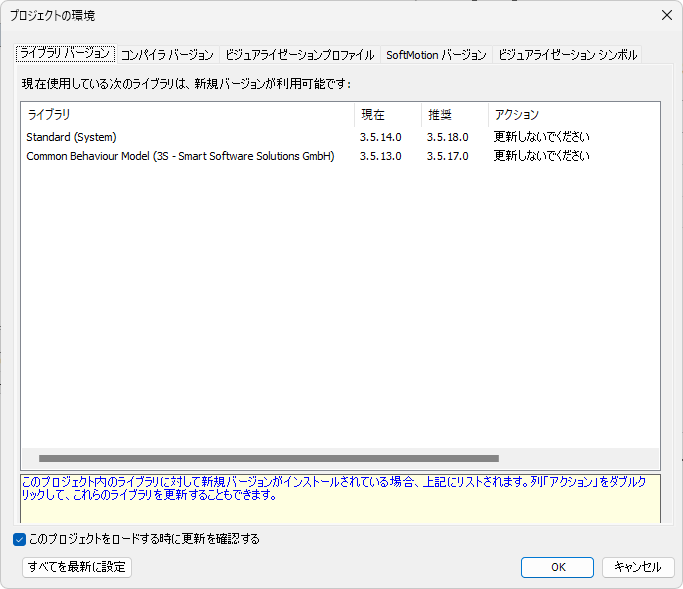 プロジェクトの環境
ライブラリ バージョン コンパイラ バージョン ビジュアライゼーションプロファイル SoftMotion バージョン ビジュアライゼーション シンボル
現在使用している次のライブラリは、新規バージョンが利用可能です:
ライブラリ 現在 推奨 アクション
Standard (System) 3.5.14.0 3.5.18.0 更新しないでください
Common Behaviour Model (3S - Smart Software Solutions GmbH) 3.5.13.0 3.5.17.0 更新しないでください
このプロジェクト内のライブラリに対して新規バージョンがインストールされている場合、上記にリストされます。列「アクション」をダブルク
リックして、これらのライブラリを更新することもできます。
このプロジェクトをロードする時に更新を確認する
すべてを最新に設定 OK キャンセル